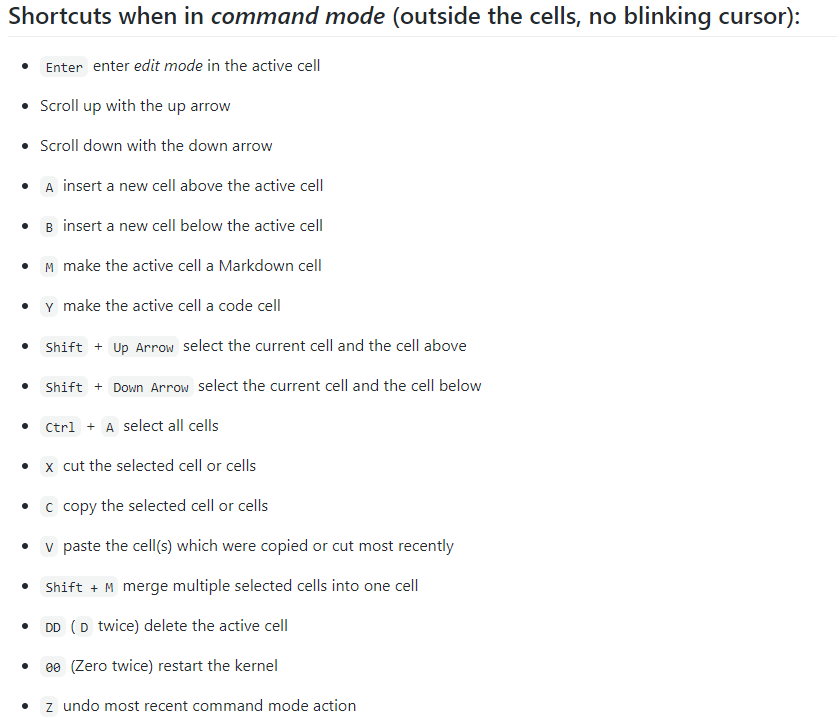 Shortcuts when in command mode (outside the cells, no blinking cursor):
Enter enter edit mode in the active cell
Scroll up with the up arrow
Scroll down with the down arrow
A insert a new cell above the active cell
B insert a new cell below the active cell
M make the active cell a Markdown cell
Y make the active cell a code cell
Shift + Up Arrow select the current cell and the cell above
Shift + Down Arrow select the current cell and the cell below
Ctrl + A select all cells
X cut the selected cell or cells
C copy the selected cell or cells
V paste the cell(s) which were copied or cut most recently
Shift + M merge multiple selected cells into one cell
DD ( D twice) delete the active cell
00 (Zero twice) restart the kernel
Z undo most recent command mode action